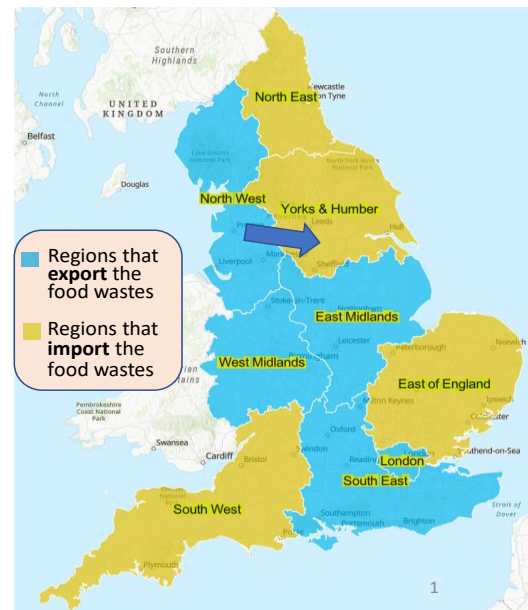 Southern
Highlands
North
Channel
UNITED
KINGDOM
Newcastle
on Tyne
North East
Belfast
Lake District
National Park
North York Moors
National Park
Douglas
North West
Yorks & Humber
Leeds
Hull
Liverpool
Sheffield
Regions that
export the
food wastes
Regions that
import the
food wastes
Stoke-on-Trent
Nottingham
East Midlands
Leicester
West Midlands
Birmingham
Peterborough
Norwich
East of England
Ipswich
Colchester
Milton Keynes
Pembrokeshire
Coast National
Park
Swansea
Cardiff
Bristol
Swindon
Oxford
Reading
London
London
Southend-on-Sea
South East
South West
Southampton
Portsmouth
Brighton
Strait of
Dover
Poole
Plymouth
1